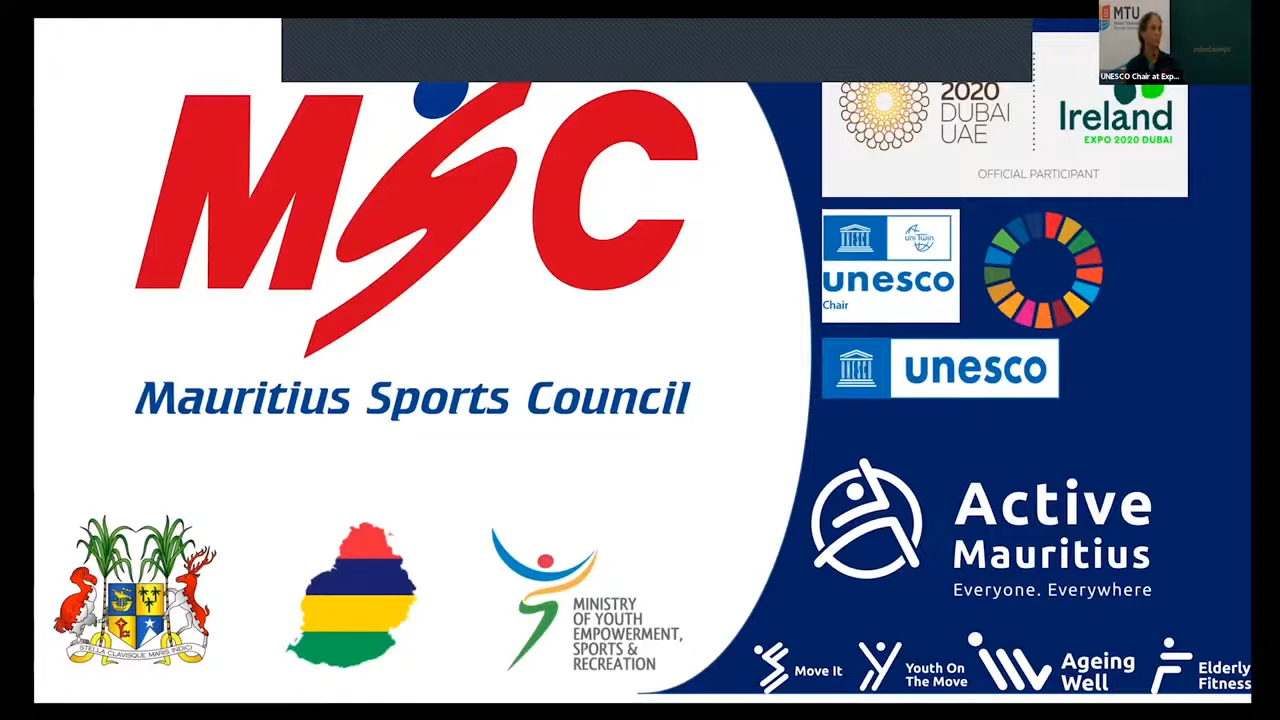 MTU
UNESCO Chair at Exp...
MSC
Mauritius Sports Council
2020
DUBAI
UAE
Ireland
EXPO 2020 DUBAI
OFFICIAL PARTICIPANT
uni Twin
unesco
Chair
unesco
Active
Mauritius
Everyone. Everywhere
STELLA CLAVISQUE MARIS INDICI
MINISTRY
OF YOUTH
EMPOWERMENT,
SPORTS &
RECREATION
Move It
Youth On
The Move
Ageing
Well
Elderly
Fitness